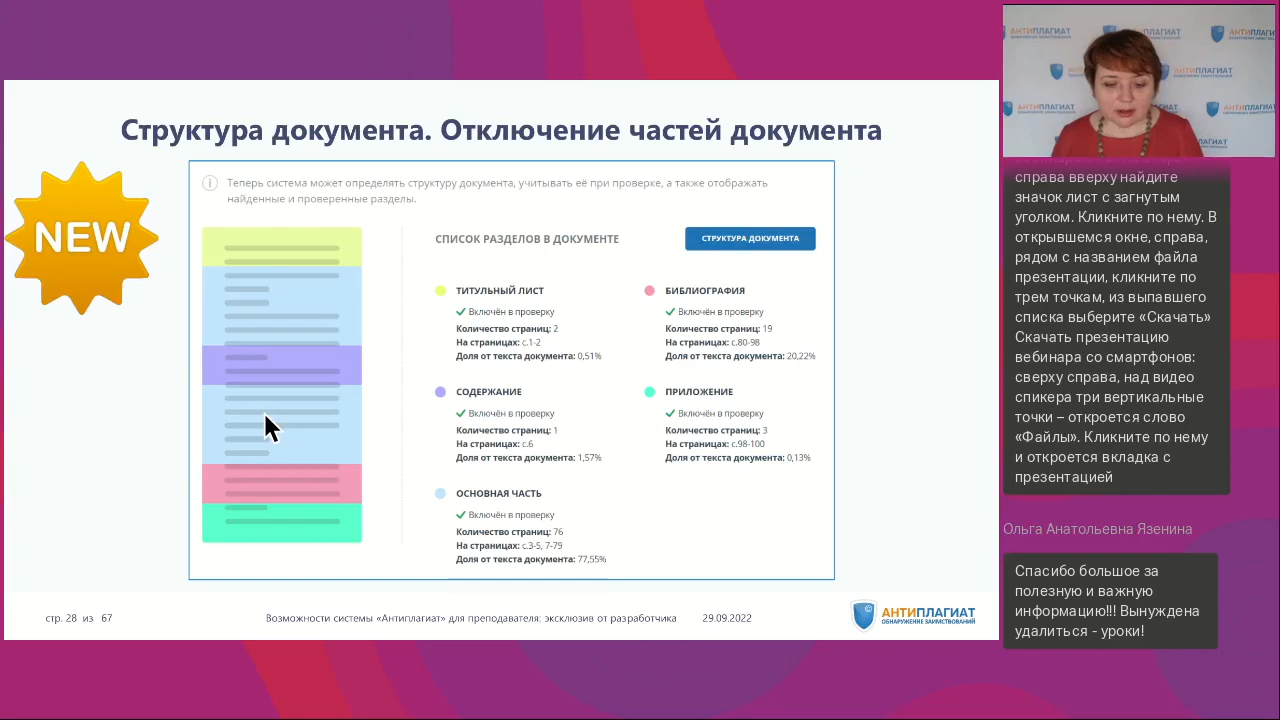 Структура документа. Отключение частей документа
NEW
Теперь система может определять структуру документа, учитывать её при проверке, а также отображать
найденные и проверенные разделы.
СПИСОК РАЗДЕЛОВ В ДОКУМЕНТЕ
СТРУКТУРА ДОКУМЕНТА
ТИТУЛЬНЫЙ ЛИСТ
Включён в проверку
Количество страниц: 2
На страницах: с.1-2
Доля от текста документа: 0,51%
БИБЛИОГРАФИЯ
Включён в проверку
Количество страниц: 19
На страницах: с.80-98
Доля от текста документа: 20,22%
СОДЕРЖАНИЕ
Включён в проверку
Количество страниц: 1
На страницах: с.6
Доля от текста документа: 1,57%
ПРИЛОЖЕНИЕ
Включён в проверку
Количество страниц: 3
На страницах: с.98-100
Доля от текста документа: 0,13%
ОСНОВНАЯ ЧАСТЬ
Включён в проверку
Количество страниц: 76
На страницах: с.3-5, 7-79
Доля от текста документа: 77,55%
стр. 28 из 67
Возможности системы «Антиплагиат» для преподавателя: эксклюзив от разработчика
29.09.2022
АНТИПЛАГИАТ
ОБНАРУЖЕНИЕ ЗАИМСТВОВАНИЙ
АНТИПЛАГИАТ
АНТИПЛАГИАТ
АНТИПЛАГИАТ
справа вверху найдите
значок лист с загнутым
уголком. Кликните по нему. В
открывшемся окне, справа,
рядом с названием файла
презентации, кликните по
трем точкам, из выпавшего
списка выберите «Скачать»
Скачать презентацию
вебинара со смартфонов:
сверху справа, над видео
спикера три вертикальные
точки – откроется слово
«Файлы». Кликните по нему
и откроется вкладка с
презентацией
Ольга Анатольевна Язенина
Спасибо большое за
полезную и важную
информацию!!! Вынуждена
удалиться - уроки!